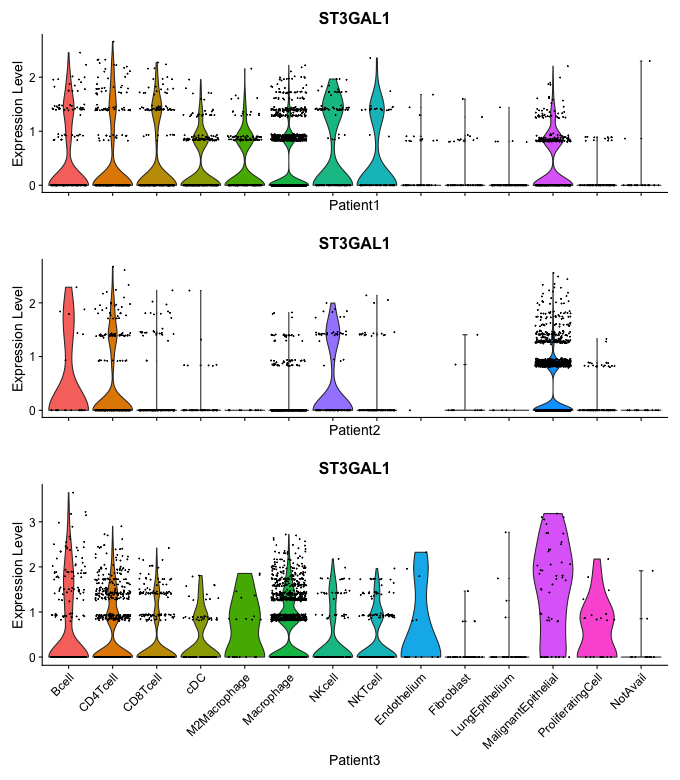 ST3GAL1
Expression Level
2
1
0
Patient1
ST3GAL1
Expression Level
2
1
0
Patient2
ST3GAL1
Expression Level
3
2
1
0
Bcell
CD4Tcell
CD8Tcell
cDC
M2Macrophage
Macrophage
NKcell
NKTcell
Endothelium
Fibroblast
LungEpithelium
MalignantEpithelial
ProliferatingCell
NotAvail
Patient3